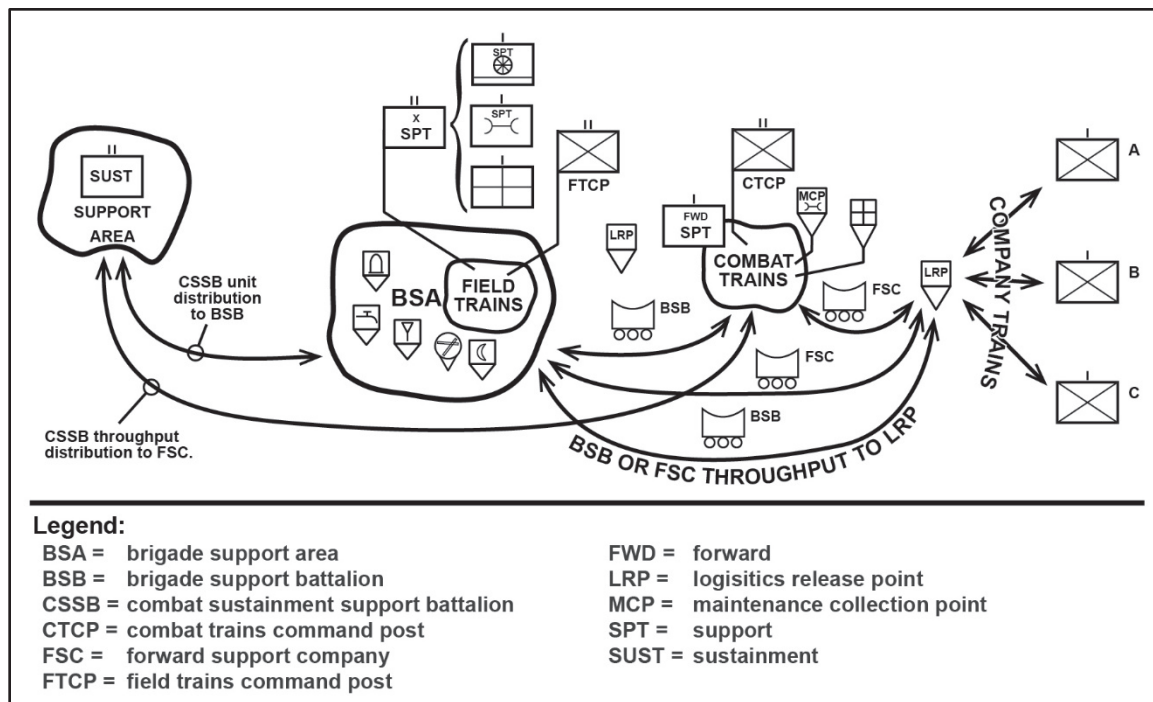 I
SPT
II
X
SPT
I
SPT
I
II
FTCP
II
CTCP
I
FWD
SPT
MCP
II
SUST
SUPPORT
AREA
LRP
COMBAT
TRAINS
I
A
I
B
I
C
COMPANY TRAINS
LRP
CSSB unit
distribution
to BSB
BSA
FIELD
TRAINS
BSB
FSC
FSC
BSB
BSB OR FSC THROUGHPUT TO LRP
CSSB throughput
distribution to FSC.
Legend:
BSA = brigade support area
BSB = brigade support battalion
CSSB = combat sustainment support battalion
CTCP = combat trains command post
FSC = forward support company
FTCP = field trains command post
FWD = forward
LRP = logisitics release point
MCP = maintenance collection point
SPT = support
SUST = sustainment